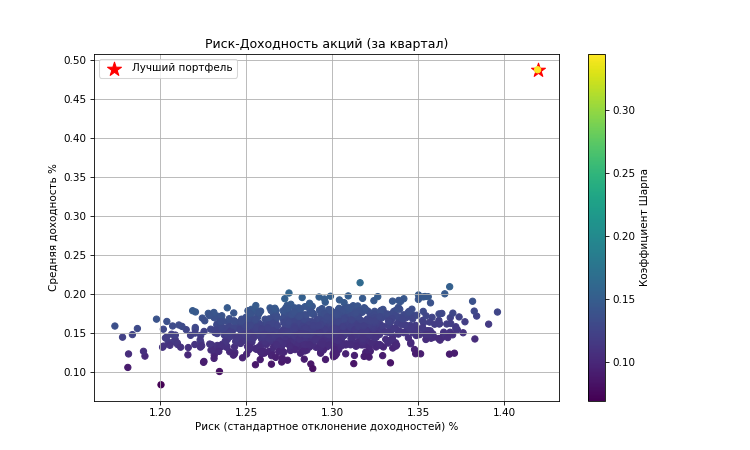 Риск-Доходность акций (за квартал)
Лучший портфель
0.50
0.45
0.40
0.35
0.30
0.25
0.20
0.15
0.10
Средняя доходность %
1.20 1.25 1.30 1.35 1.40
Риск (стандартное отклонение доходностей) %
0.30
0.25
0.20
0.15
0.10
Коэффициент Шарпа